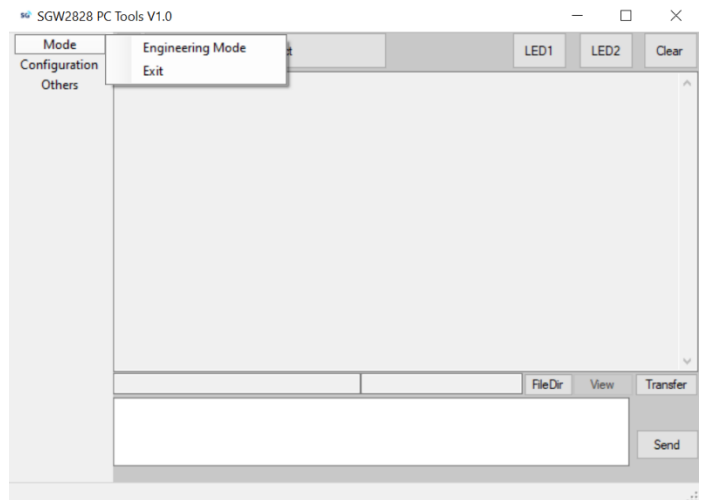 SGW2828 PC Tools V1.0
Mode
Engineering Mode
LED1
LED2
Clear
Configuration
Exit
Others
FileDir
View
Transfer
Send